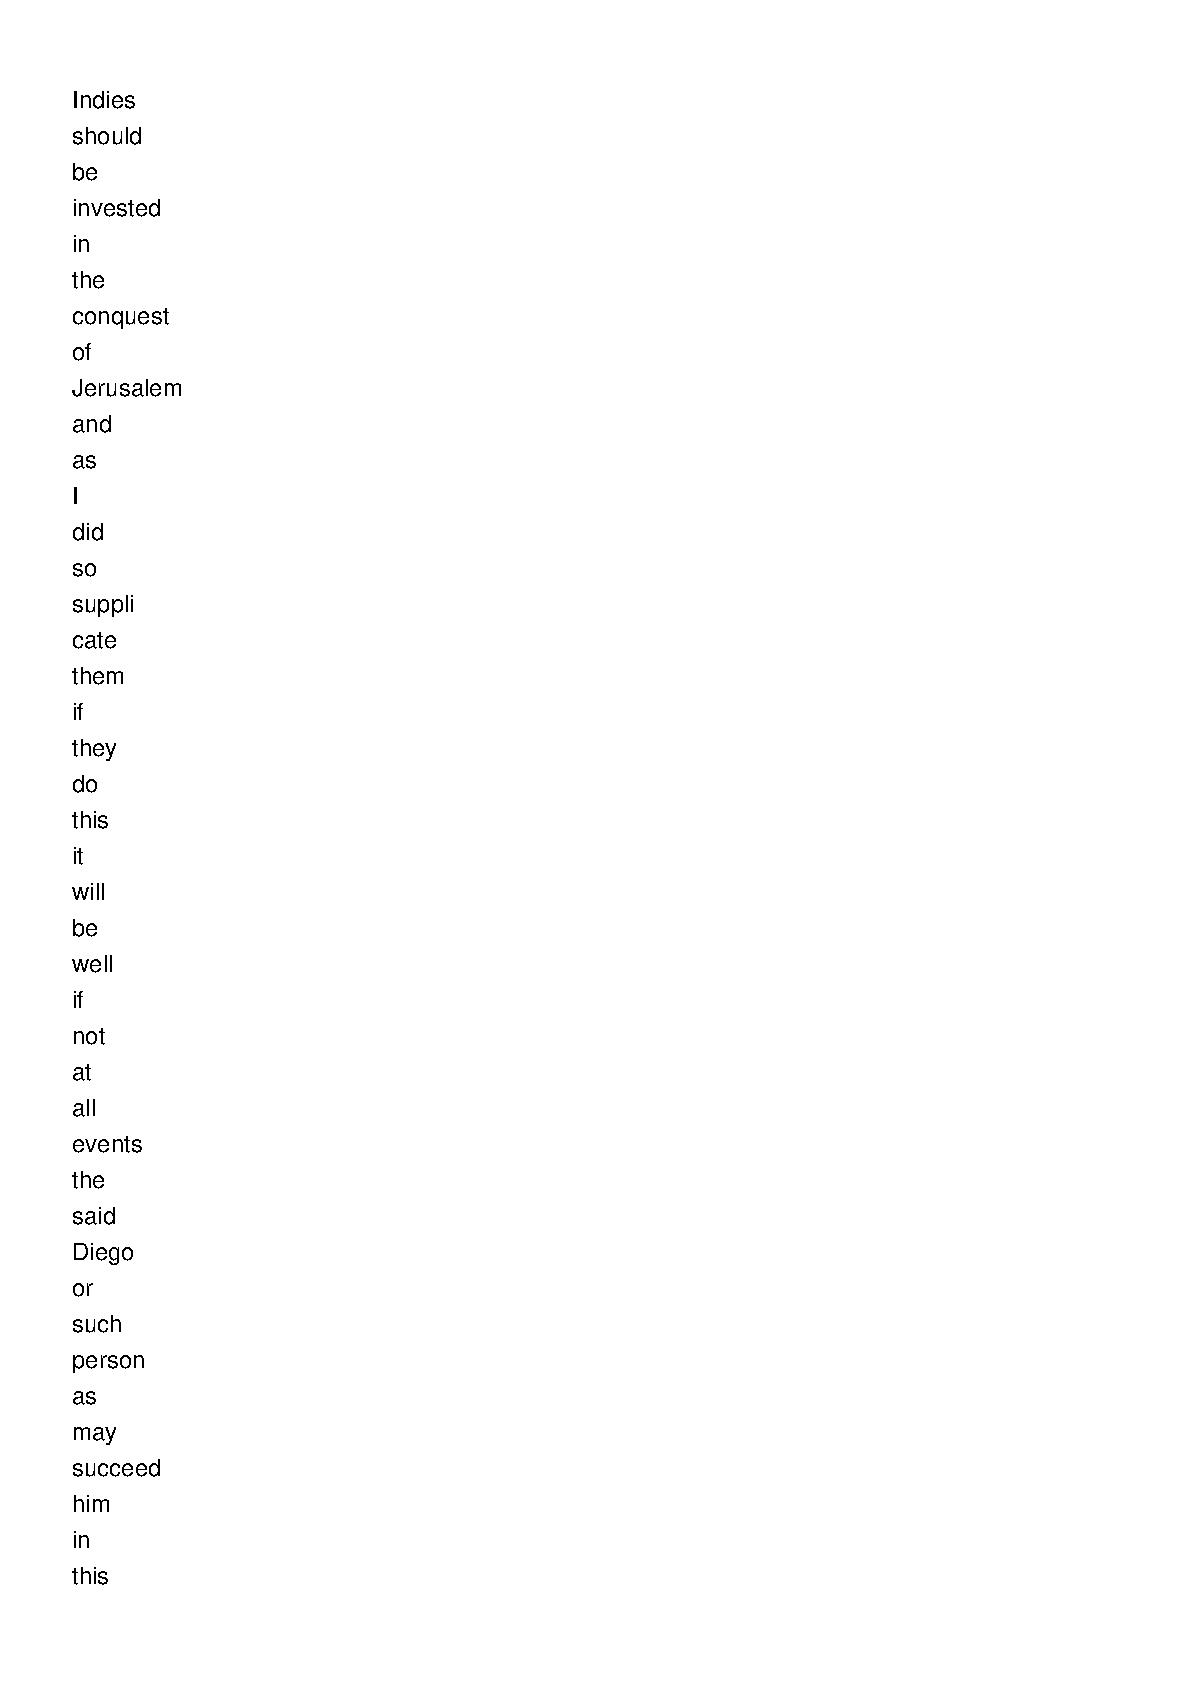 Indies
should
be
invested
in
the
conquest
of
Jerusalem
and
as
I
did
so
suppli
cate
them
if
they
do
this
it
will
be
well
if
not
at
all
events
the
said
Diego
or
such
person
as
may
succeed
him
in
this